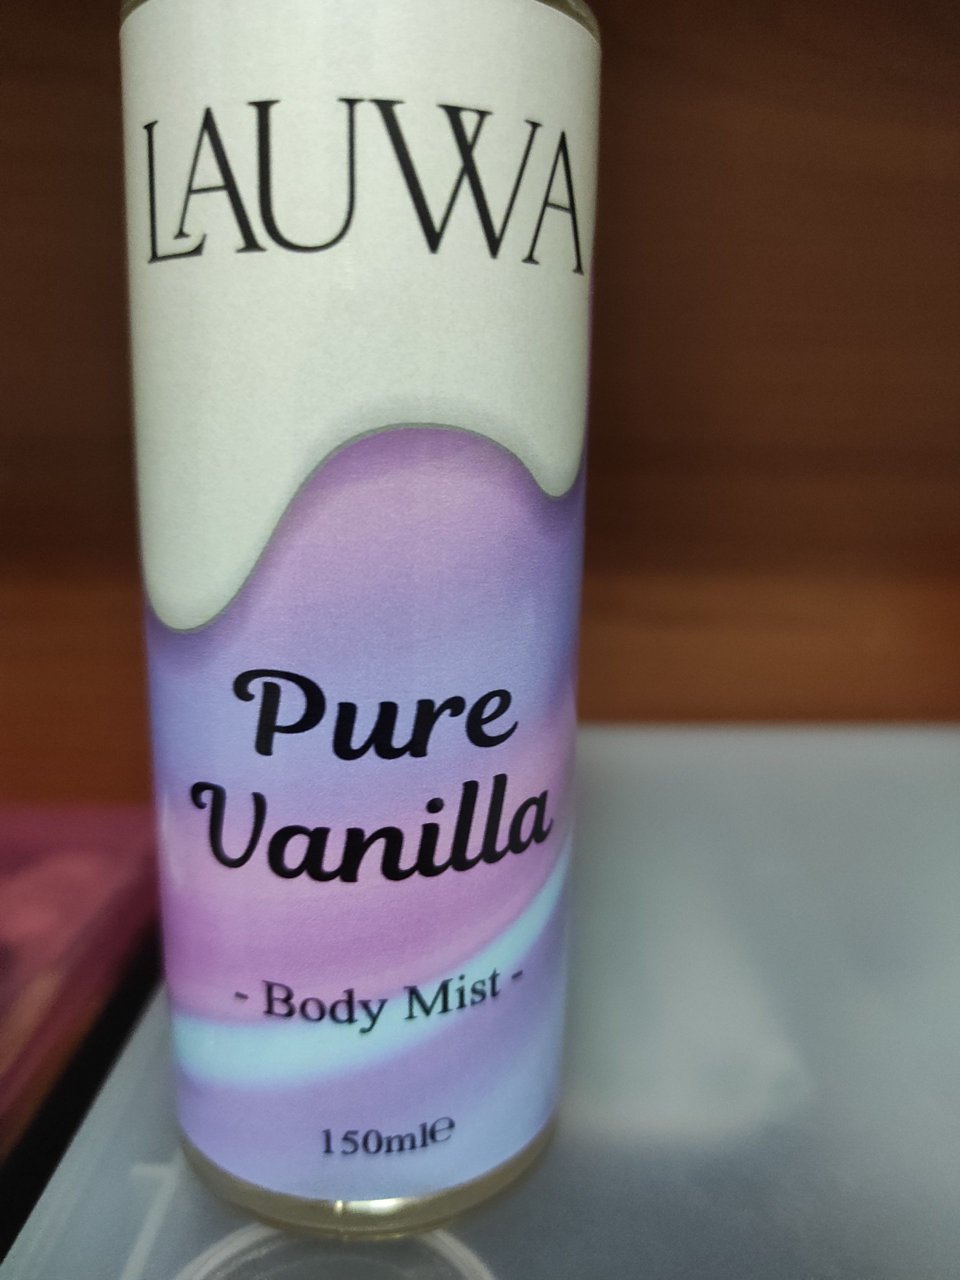 LAUWA
Pure
Vanilla
- Body Mist -
150ml℮